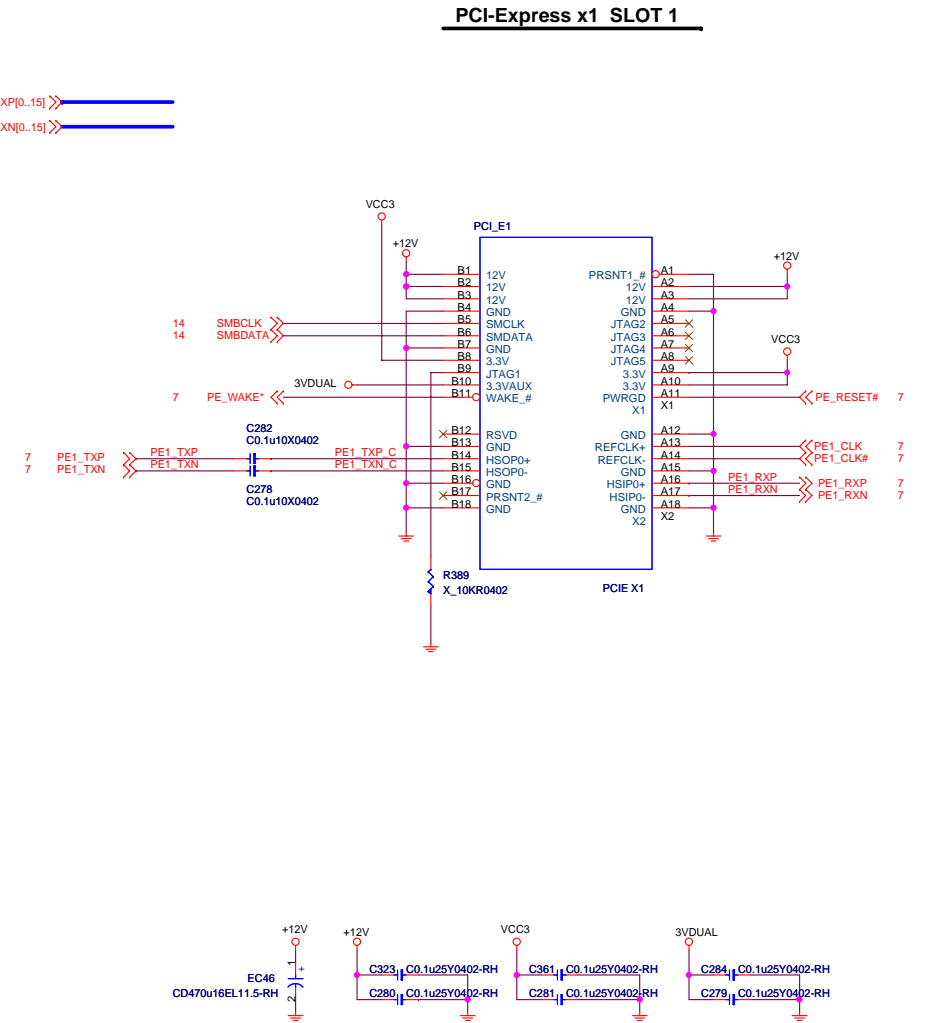 PCI-Express x1 SLOT 1
XP[0..15]
XN[0..15]
VCC3
+12V
PCI_E1
+12V
VCC3
B1 12V
B2 12V
B3 12V
B4 GND
B5 SMCLK
B6 SMDATA
B7 GND
B8 3.3V
B9 JTAG1
B10 3.3VAUX
B11 WAKE_#
B12 RSVD
B13 GND
B14 HSOP0+
B15 HSOP0-
B16 GND
B17 PRSNT2_#
B18 GND
PRSNT1_# A1
12V A2
12V A3
GND A4
JTAG2 A5
JTAG3 A6
JTAG4 A7
JTAG5 A8
3.3V A9
3.3V A10
PWRGD A11
X1 X1
GND A12
REFCLK+ A13
REFCLK- A14
GND A15
HSIP0+ A16
HSIP0- A17
GND A18
X2 X2
14 SMBCLK
14 SMBDATA
3VDUAL
7 PE_WAKE*
C282
C0.1u10X0402
7 PE1_TXP PE1_TXP PE1_TXP_C
7 PE1_TXN PE1_TXN PE1_TXN_C
C278
C0.1u10X0402
PE_RESET# 7
PE1_CLK 7
PE1_CLK# 7
PE1_RXP PE1_RXP 7
PE1_RXN PE1_RXN 7
R389
X_10KR0402
PCIE X1
+12V
1
+
EC46
CD470u16EL11.5-RH
2
+12V
C323 C0.1u25Y0402-RH
C280 C0.1u25Y0402-RH
VCC3
C361 C0.1u25Y0402-RH
C281 C0.1u25Y0402-RH
3VDUAL
C284 C0.1u25Y0402-RH
C279 C0.1u25Y0402-RH